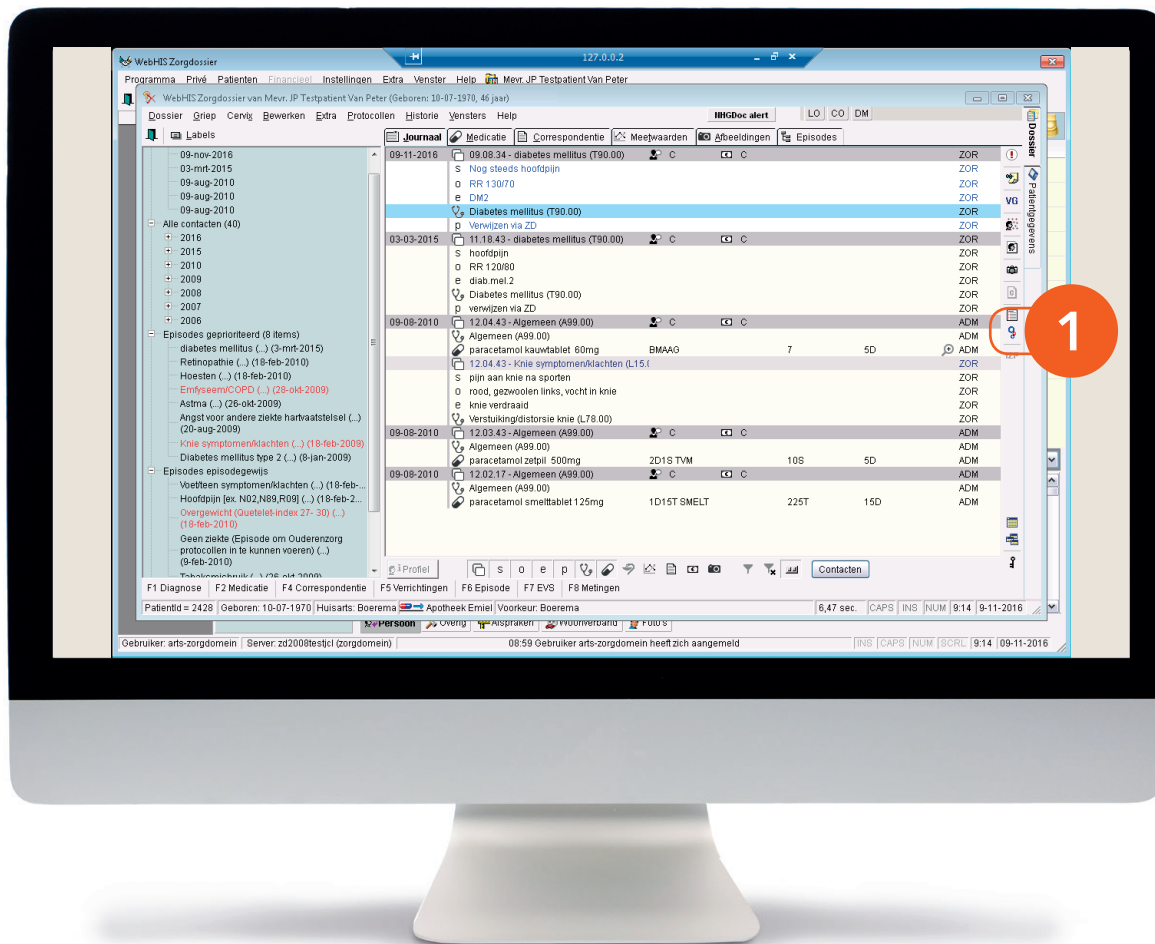 WebHIS Zorgdossier
127.0.0.2
Programma Privé Patienten Financieel Instellingen Extra Venster Help Mevr. JP Testpatient Van Peter
WebHIS Zorgdossier van Mevr. JP Testpatient Van Peter (Geboren: 10-07-1970, 46 jaar)
Dossier Griep Cervix Bewerken Extra Protocollen Historie Vensters Help
NHGDoc alert LO CO DM
Labels
Journaal Medicatie Correspondentie Meetwaarden Afbeeldingen Episodes
Dossier
Patientgegevens
VG
09-nov-2016
03-mrt-2015
09-aug-2010
09-aug-2010
09-aug-2010
Alle contacten (40)
2016
2015
2010
2009
2008
2007
2006
Episodes geprioriteerd (8 items)
diabetes mellitus (...) (3-mrt-2015)
Retinopathie (...) (18-feb-2010)
Hoesten (...) (18-feb-2010)
Emfyseem/COPD (...) (28-okt-2009)
Astma (...) (26-okt-2009)
Angst voor andere ziekte hartvaatstelsel (...)
(20-aug-2009)
Knie symptomen/klachten (...) (18-feb-2009)
Diabetes mellitus type 2 (...) (8-jan-2009)
Episodes episodegewijs
Voet/teen symptomen/klachten (...) (18-feb-...
Hoofdpijn [ex. N02,N89,R09] (...) (18-feb-2...
Overgewicht (Quetelet-index 27- 30) (...)
(18-feb-2010)
Geen ziekte (Episode om Ouderenzorg
protocollen in te kunnen voeren) (...)
(9-feb-2010)
Tabaksmisbruik (...) (26-okt-2009)
09-11-2016 09.08.34 - diabetes mellitus (T90.00) C C ZOR
S Nog steeds hoofdpijn ZOR
o RR 130/70 ZOR
e DM2 ZOR
Diabetes mellitus (T90.00) ZOR
p Verwijzen via ZD ZOR
03-03-2015 11.18.43 - diabetes mellitus (T90.00) C C ZOR
S hoofdpijn ZOR
o RR 120/80 ZOR
e diab.mel.2 ZOR
Diabetes mellitus (T90.00) ZOR
p verwijzen via ZD ZOR
09-08-2010 12.04.43 - Algemeen (A99.00) C C ADM
Algemeen (A99.00) ADM
paracetamol kauwtablet 60mg BMAAG 7 5D ADM
12.04.43 - Knie symptomen/klachten (L15.0 ZOR
S pijn aan knie na sporten ZOR
o rood, gezwoolen links, vocht in knie ZOR
e knie verdraaid ZOR
Verstuiking/distorsie knie (L78.00) ZOR
09-08-2010 12.03.43 - Algemeen (A99.00) C C ADM
Algemeen (A99.00) ADM
paracetamol zetpil 500mg 2D1S TVM 10S 5D ADM
09-08-2010 12.02.17 - Algemeen (A99.00) C C ADM
Algemeen (A99.00) ADM
paracetamol smelttablet 125mg 1D15T SMELT 225T 15D ADM
1
Profiel s o e p Contacten
F1 Diagnose F2 Medicatie F4 Correspondentie F5 Verrichtingen F6 Episode F7 EVS F8 Metingen
PatientId = 2428 Geboren: 10-07-1970 Huisarts: Boerema Apotheek Emiel Voorkeur: Boerema 6,47 sec. CAPS INS NUM 9:14 9-11-2016
Persoon Overig Afspraken Woonverband Foto's
Gebruiker: arts-zorgdomein Server: zd2008testjcl (zorgdomein) 08:59 Gebruiker arts-zorgdomein heeft zich aangemeld INS CAPS NUM SCRL 9:14 09-11-2016